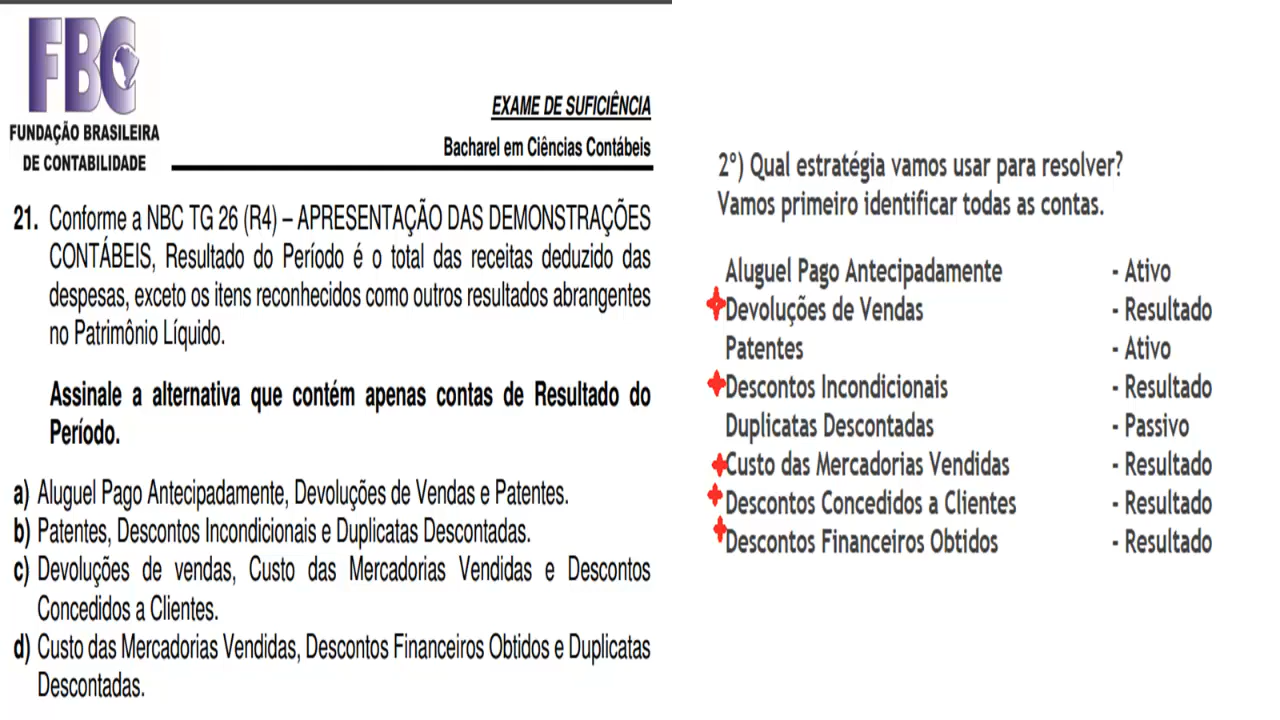 FBC
FUNDAÇÃO BRASILEIRA
DE CONTABILIDADE
EXAME DE SUFICIÊNCIA
Bacharel em Ciências Contábeis
21. Conforme a NBC TG 26 (R4) – APRESENTAÇÃO DAS DEMONSTRAÇÕES
CONTÁBEIS, Resultado do Período é o total das receitas deduzido das
despesas, exceto os itens reconhecidos como outros resultados abrangentes
no Patrimônio Líquido.
Assinale a alternativa que contém apenas contas de Resultado do
Período.
a) Aluguel Pago Antecipadamente, Devoluções de Vendas e Patentes.
b) Patentes, Descontos Incondicionais e Duplicatas Descontadas.
c) Devoluções de vendas, Custo das Mercadorias Vendidas e Descontos
Concedidos a Clientes.
d) Custo das Mercadorias Vendidas, Descontos Financeiros Obtidos e Duplicatas
Descontadas.
2º) Qual estratégia vamos usar para resolver?
Vamos primeiro identificar todas as contas.
Aluguel Pago Antecipadamente - Ativo
Devoluções de Vendas - Resultado
Patentes - Ativo
Descontos Incondicionais - Resultado
Duplicatas Descontadas - Passivo
Custo das Mercadorias Vendidas - Resultado
Descontos Concedidos a Clientes - Resultado
Descontos Financeiros Obtidos - Resultado